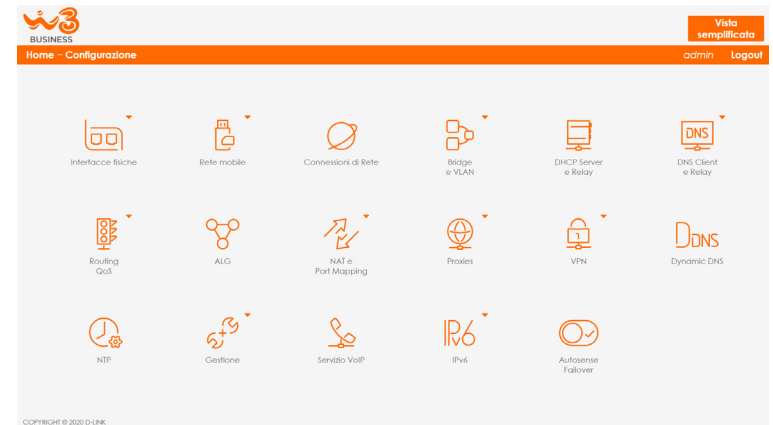 W3
BUSINESS
Vista
semplificata
Home – Configurazione
admin Logout
DNS
Interfacce fisiche
Rete mobile
Connessioni di Rete
Bridge
e VLAN
DHCP Server
e Relay
DNS Client
e Relay
DDNS
Routing
QoS
ALG
NAT e
Port Mapping
Proxies
VPN
Dynamic DNS
IPv6
NTP
Gestione
Servizio VoIP
IPv6
Autosense
Failover
COPYRIGHT © 2020 D-LINK